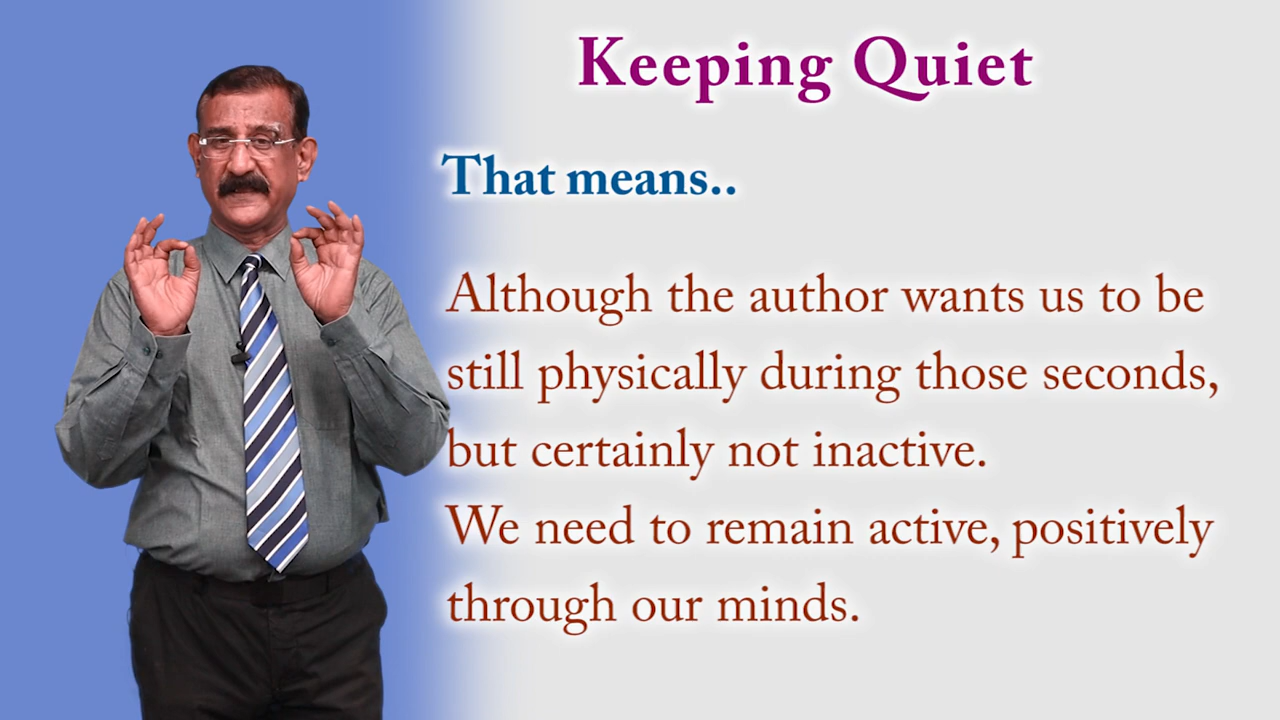 Keeping Quiet
That means..
Although the author wants us to be
still physically during those seconds,
but certainly not inactive.
We need to remain active, positively
through our minds.